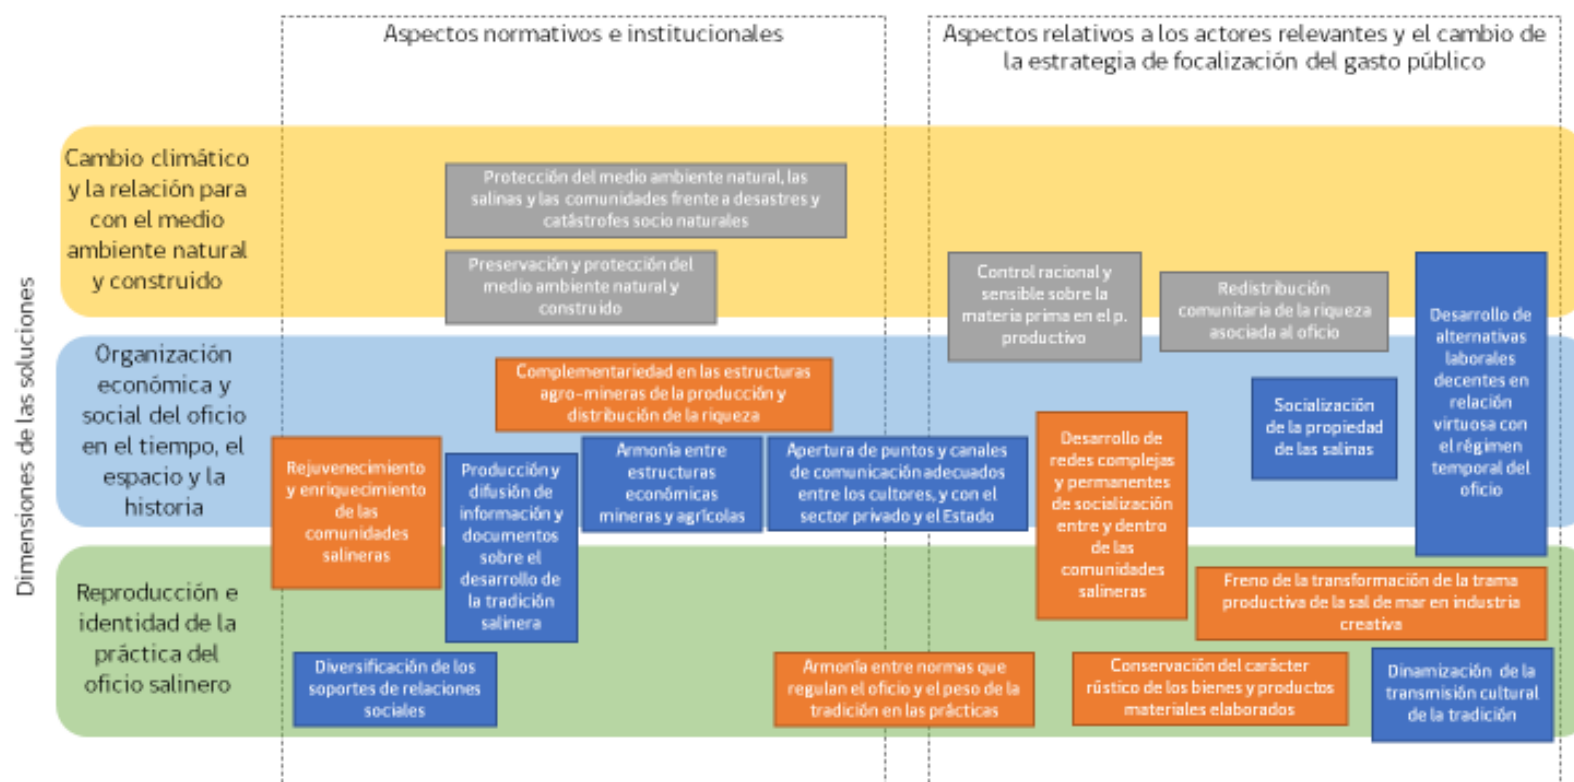 Aspectos normativos e institucionales
Aspectos relativos a los actores relevantes y el cambio de
la estrategia de focalización del gasto público
Dimensiones de las soluciones
Cambio climático
y la relación para
con el medio
ambiente natural
y construido
Protección del medio ambiente natural, las
salinas y las comunidades frente a desastres y
catástrofes socio naturales
Preservación y protección del
medio ambiente natural y
construido
Control racional y
sensible sobre la
materia prima en el p.
productivo
Redistribución
comunitaria de la riqueza
asociada al oficio
Desarrollo de
alternativas
laborales
decentes en
relación
virtuosa con el
régimen
temporal del
oficio
Organización
económica y
social del oficio
en el tiempo, el
espacio y la
historia
Complementariedad en las estructuras
agro-mineras de la producción y
distribución de la riqueza
Rejuvenecimiento
y enriquecimiento
de las
comunidades
salineras
Producción y
difusión de
información y
documentos
sobre el
desarrollo de
la tradición
salinera
Armonía entre
estructuras
económicas
mineras y agrícolas
Apertura de puntos y canales
de comunicación adecuados
entre los cultores, y con el
sector privado y el Estado
Desarrollo de
redes complejas
y permanentes
de socialización
entre y dentro
de las
comunidades
salineras
Socialización
de la propiedad
de las salinas
Reproducción e
identidad de la
práctica del
oficio salinero
Diversificación de los
soportes de relaciones
sociales
Armonía entre normas que
regulan el oficio y el peso de la
tradición en las prácticas
Freno de la transformación de la trama
productiva de la sal de mar en industria
creativa
Conservación del carácter
rústico de los bienes y productos
materiales elaborados
Dinamización de la
transmisión cultural
de la tradición